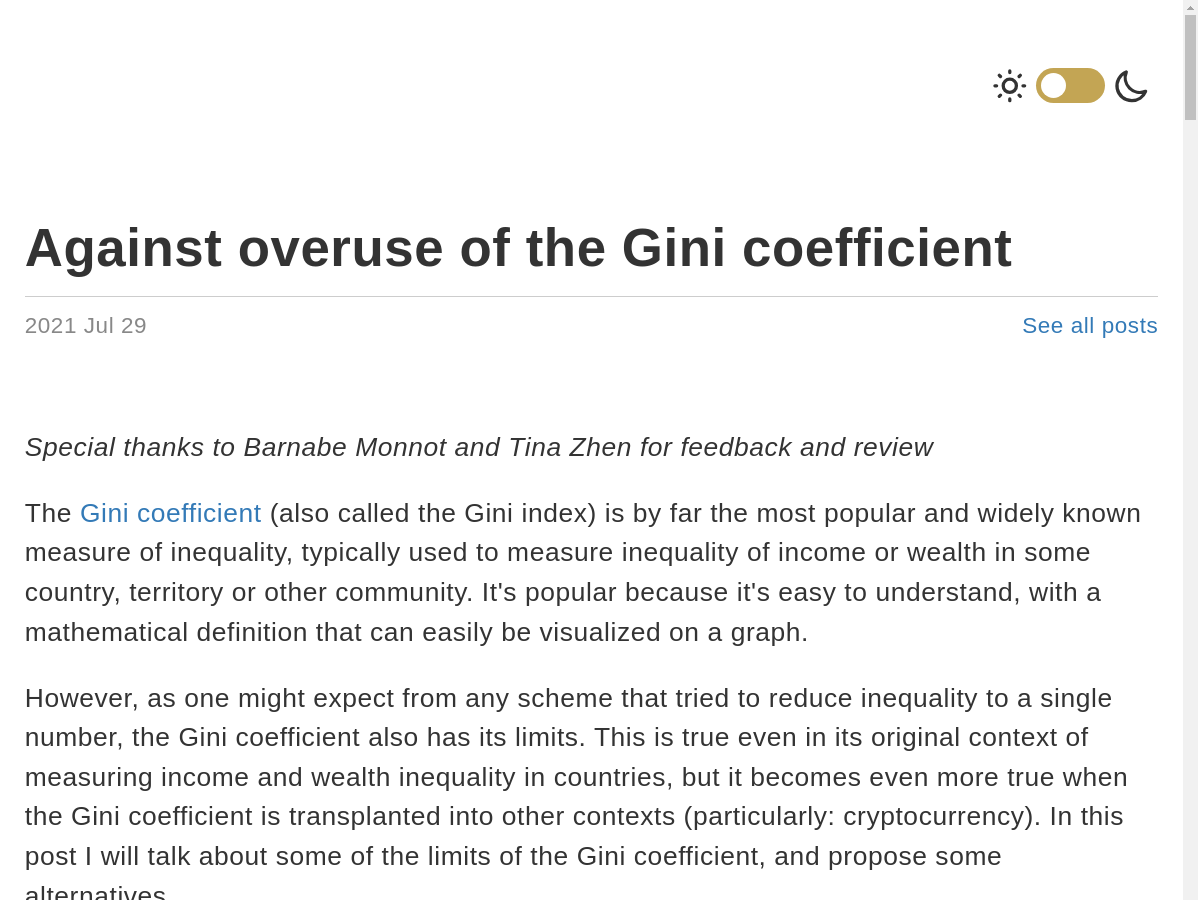 Against overuse of the Gini coefficient
2021 Jul 29
See all posts
Special thanks to Barnabe Monnot and Tina Zhen for feedback and review
The Gini coefficient (also called the Gini index) is by far the most popular and widely known
measure of inequality, typically used to measure inequality of income or wealth in some
country, territory or other community. It's popular because it's easy to understand, with a
mathematical definition that can easily be visualized on a graph.
However, as one might expect from any scheme that tried to reduce inequality to a single
number, the Gini coefficient also has its limits. This is true even in its original context of
measuring income and wealth inequality in countries, but it becomes even more true when
the Gini coefficient is transplanted into other contexts (particularly: cryptocurrency). In this
post I will talk about some of the limits of the Gini coefficient, and propose some
alternatives.